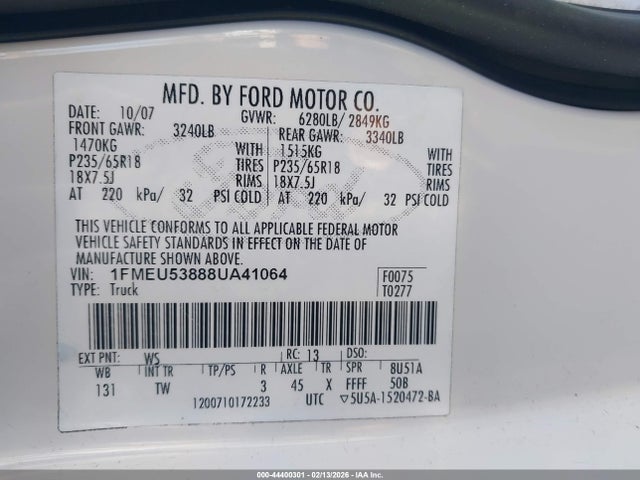 MFD. BY FORD MOTOR CO.
DATE: 10/07 GVWR: 6280LB/ 2849KG
FRONT GAWR: 3240LB REAR GAWR: 3340LB
1470KG WITH 1515KG WITH
P235/65R18 TIRES P235/65R18 TIRES
18X7.5J RIMS 18X7.5J RIMS
AT 220 kPa/ 32 PSI COLD AT 220 kPa/ 32 PSI COLD
THIS VEHICLE CONFORMS TO ALL APPLICABLE FEDERAL MOTOR
VEHICLE SAFETY STANDARDS IN EFFECT ON THE DATE OF
MANUFACTURE SHOWN ABOVE.
VIN: 1FMEU53888UA41064 F0075
TYPE: Truck T0277
EXT PNT: WS RC: 13 DSO:
WB INT TR TP/PS R AXLE TR SPR 8U51A
131 TW 3 45 X FFFF 50B
1200710172233 UTC ▽5U5A-1520472-BA
000-44400301 - 02/13/2026 - IAA, Inc.